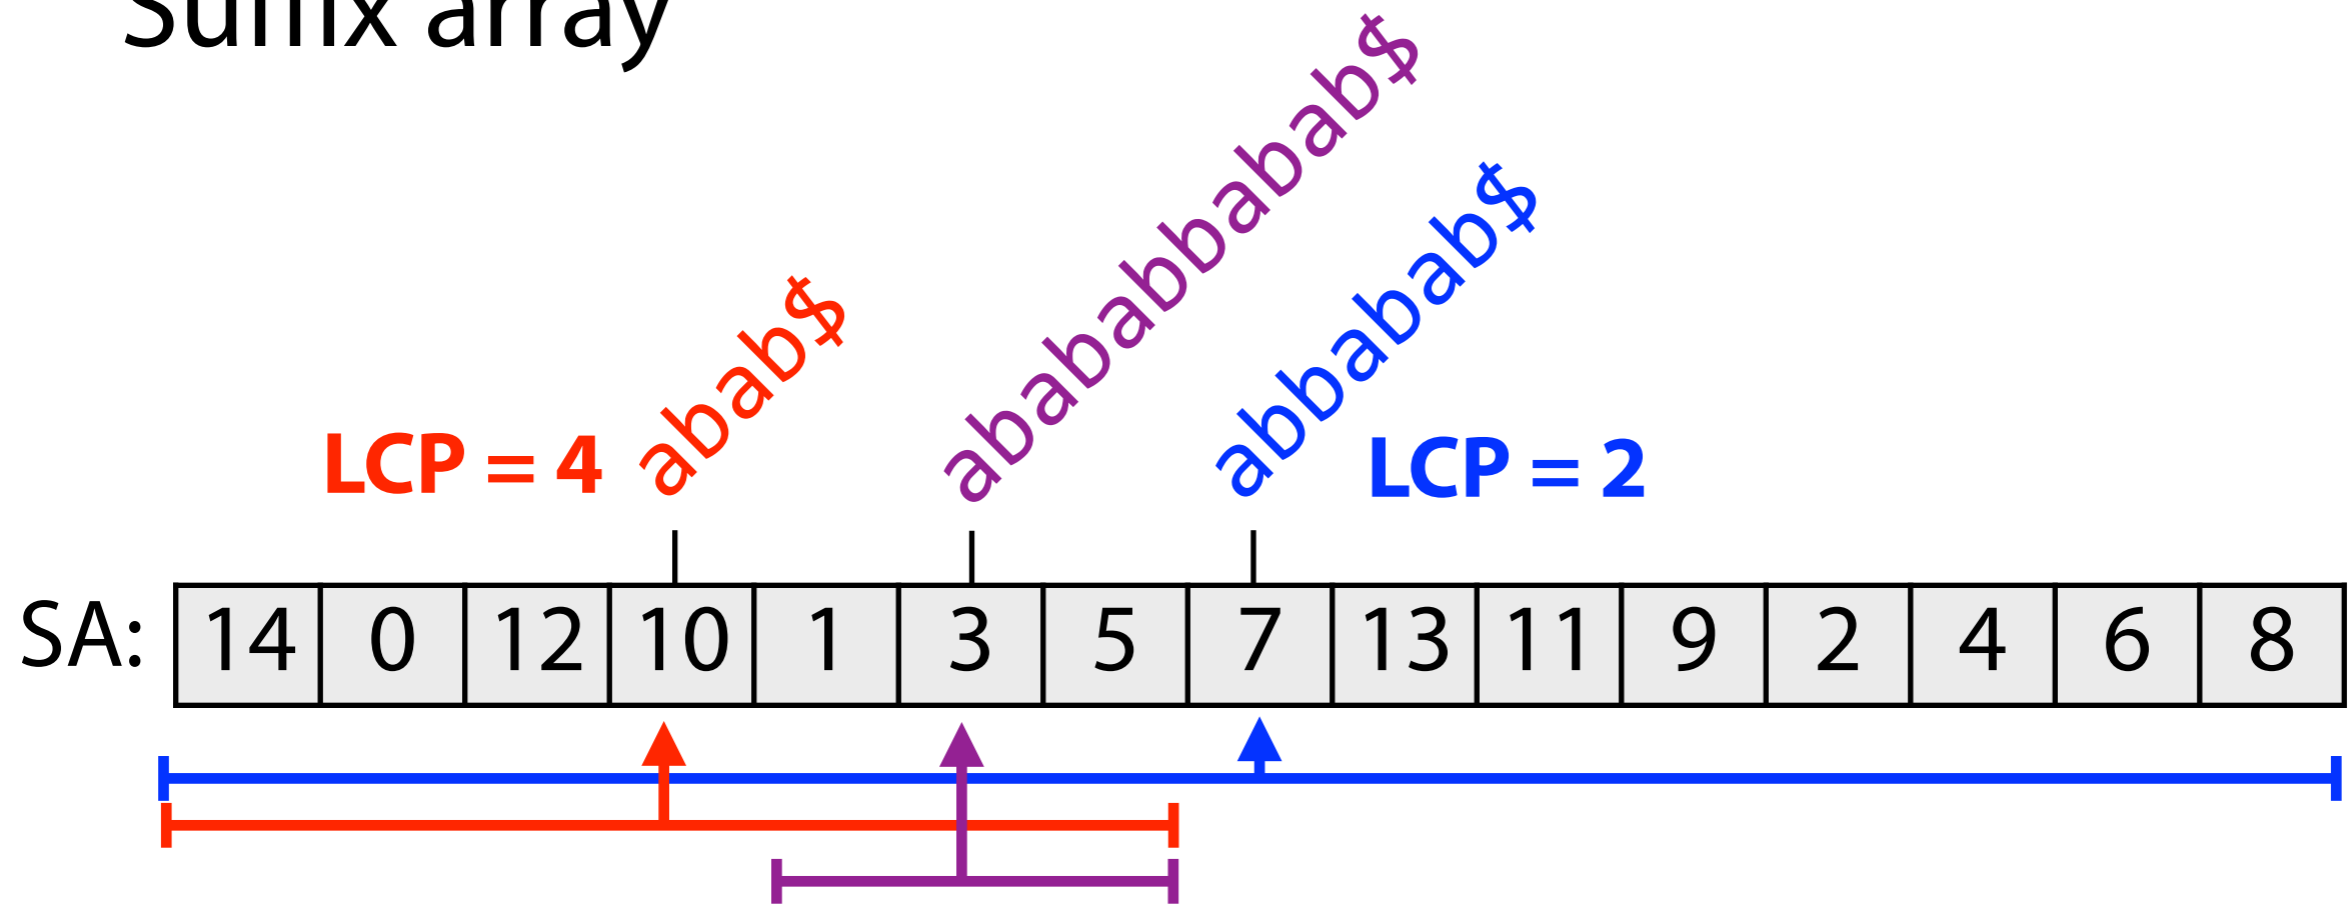 Suffix array
abab$
abababbabab$
abbabab$
LCP = 4
LCP = 2
SA: 14 0 12 10 1 3 5 7 13 11 9 2 4 6 8